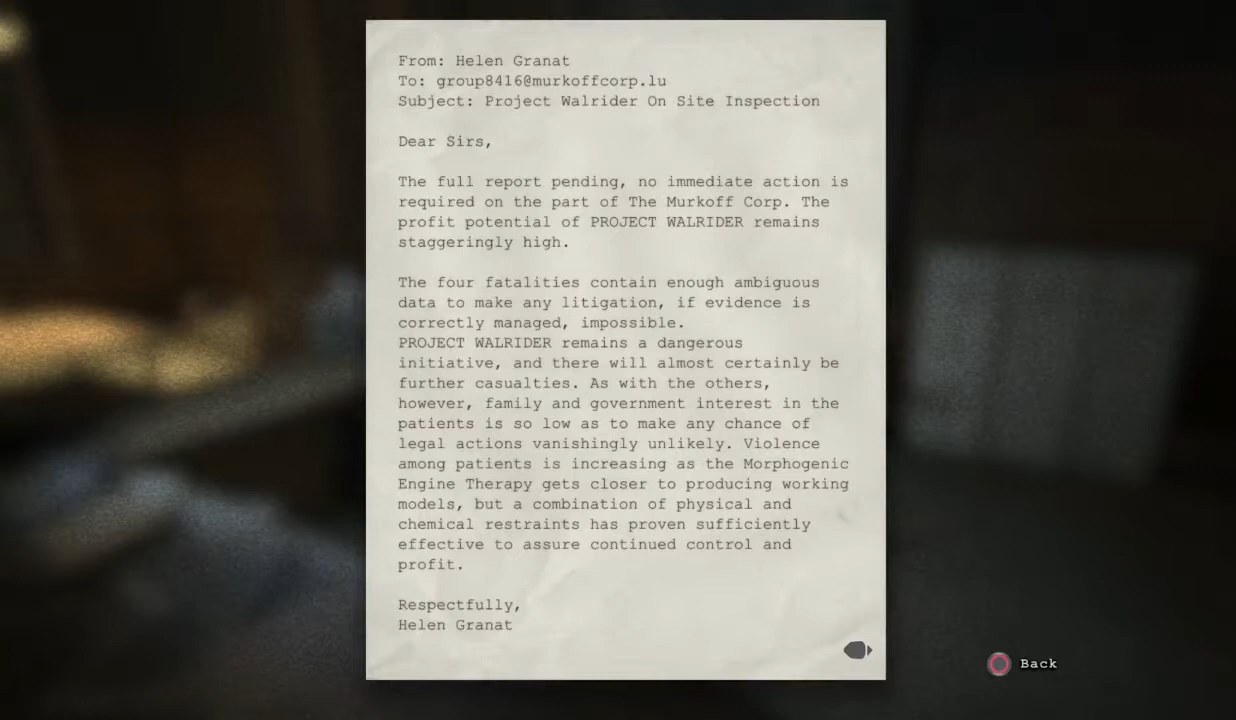 From: Helen Granat
To: group8416@murkoffcorp.lu
Subject: Project Walrider On Site Inspection
Dear Sirs,
The full report pending, no immediate action is
required on the part of The Murkoff Corp. The
profit potential of PROJECT WALRIDER remains
staggeringly high.
The four fatalities contain enough ambiguous
data to make any litigation, if evidence is
correctly managed, impossible.
PROJECT WALRIDER remains a dangerous
initiative, and there will almost certainly be
further casualties. As with the others,
however, family and government interest in the
patients is so low as to make any chance of
legal actions vanishingly unlikely. Violence
among patients is increasing as the Morphogenic
Engine Therapy gets closer to producing working
models, but a combination of physical and
chemical restraints has proven sufficiently
effective to assure continued control and
profit.
Respectfully,
Helen Granat
Back